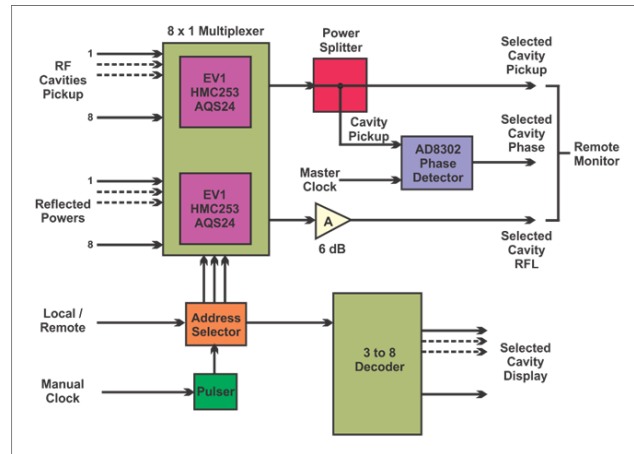 8 x 1 Multiplexer
Power
Splitter
Selected
Cavity
Pickup
1
RF
Cavities
Pickup
8
EV1
HMC253
AQS24
Cavity
Pickup
Selected
Cavity
Phase
AD8302
Phase
Detector
Remote
Monitor
Master
Clock
1
Reflected
Powers
8
EV1
HMC253
AQS24
A
6 dB
Selected
Cavity
RFL
Local /
Remote
Address
Selector
3 to 8
Decoder
Selected
Cavity
Display
Manual
Clock
Pulser